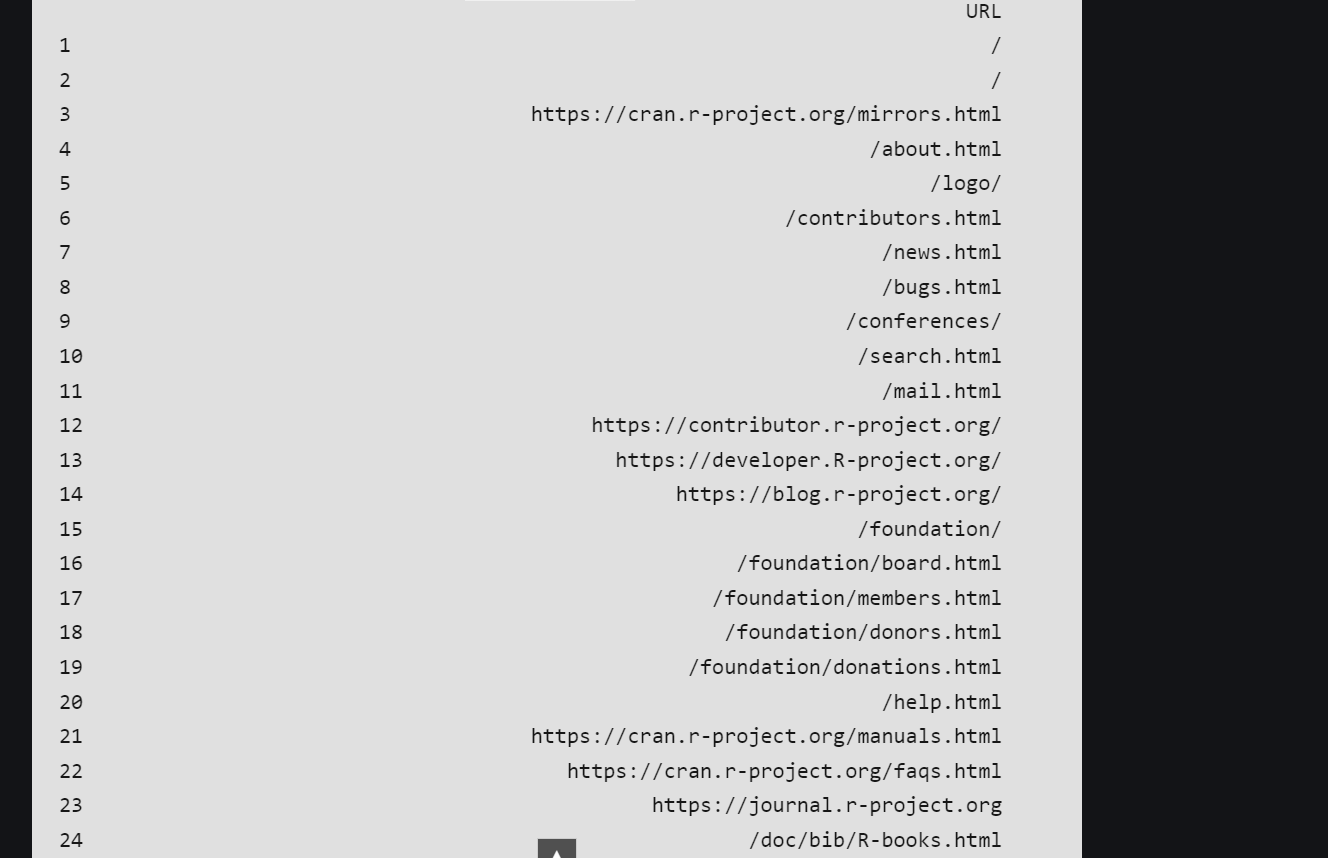 URL
1 /
2 /
3 https://cran.r-project.org/mirrors.html
4 /about.html
5 /logo/
6 /contributors.html
7 /news.html
8 /bugs.html
9 /conferences/
10 /search.html
11 /mail.html
12 https://contributor.r-project.org/
13 https://developer.R-project.org/
14 https://blog.r-project.org/
15 /foundation/
16 /foundation/board.html
17 /foundation/members.html
18 /foundation/donors.html
19 /foundation/donations.html
20 /help.html
21 https://cran.r-project.org/manuals.html
22 https://cran.r-project.org/faqs.html
23 https://journal.r-project.org
24 /doc/bib/R-books.html